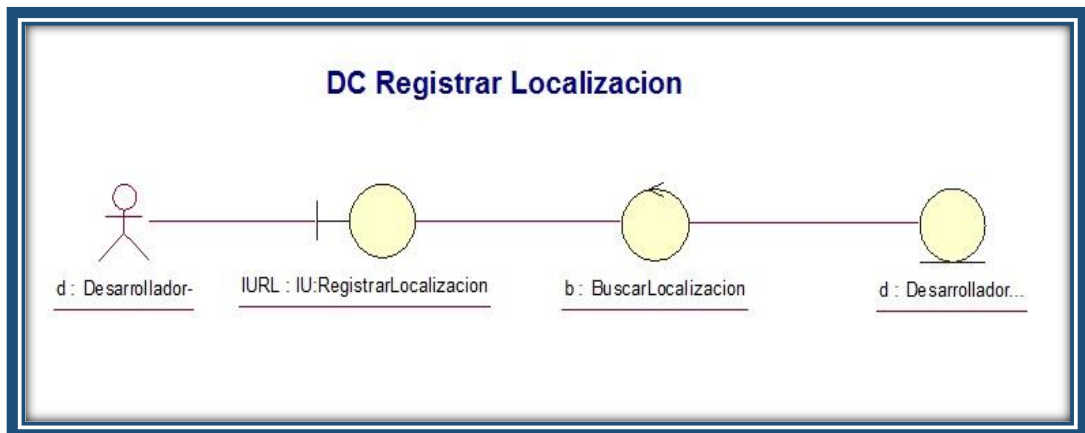 DC Registrar Localizacion
d : Desarrollador-
IURL : IU:RegistrarLocalizacion
b : BuscarLocalizacion
d : Desarrollador...